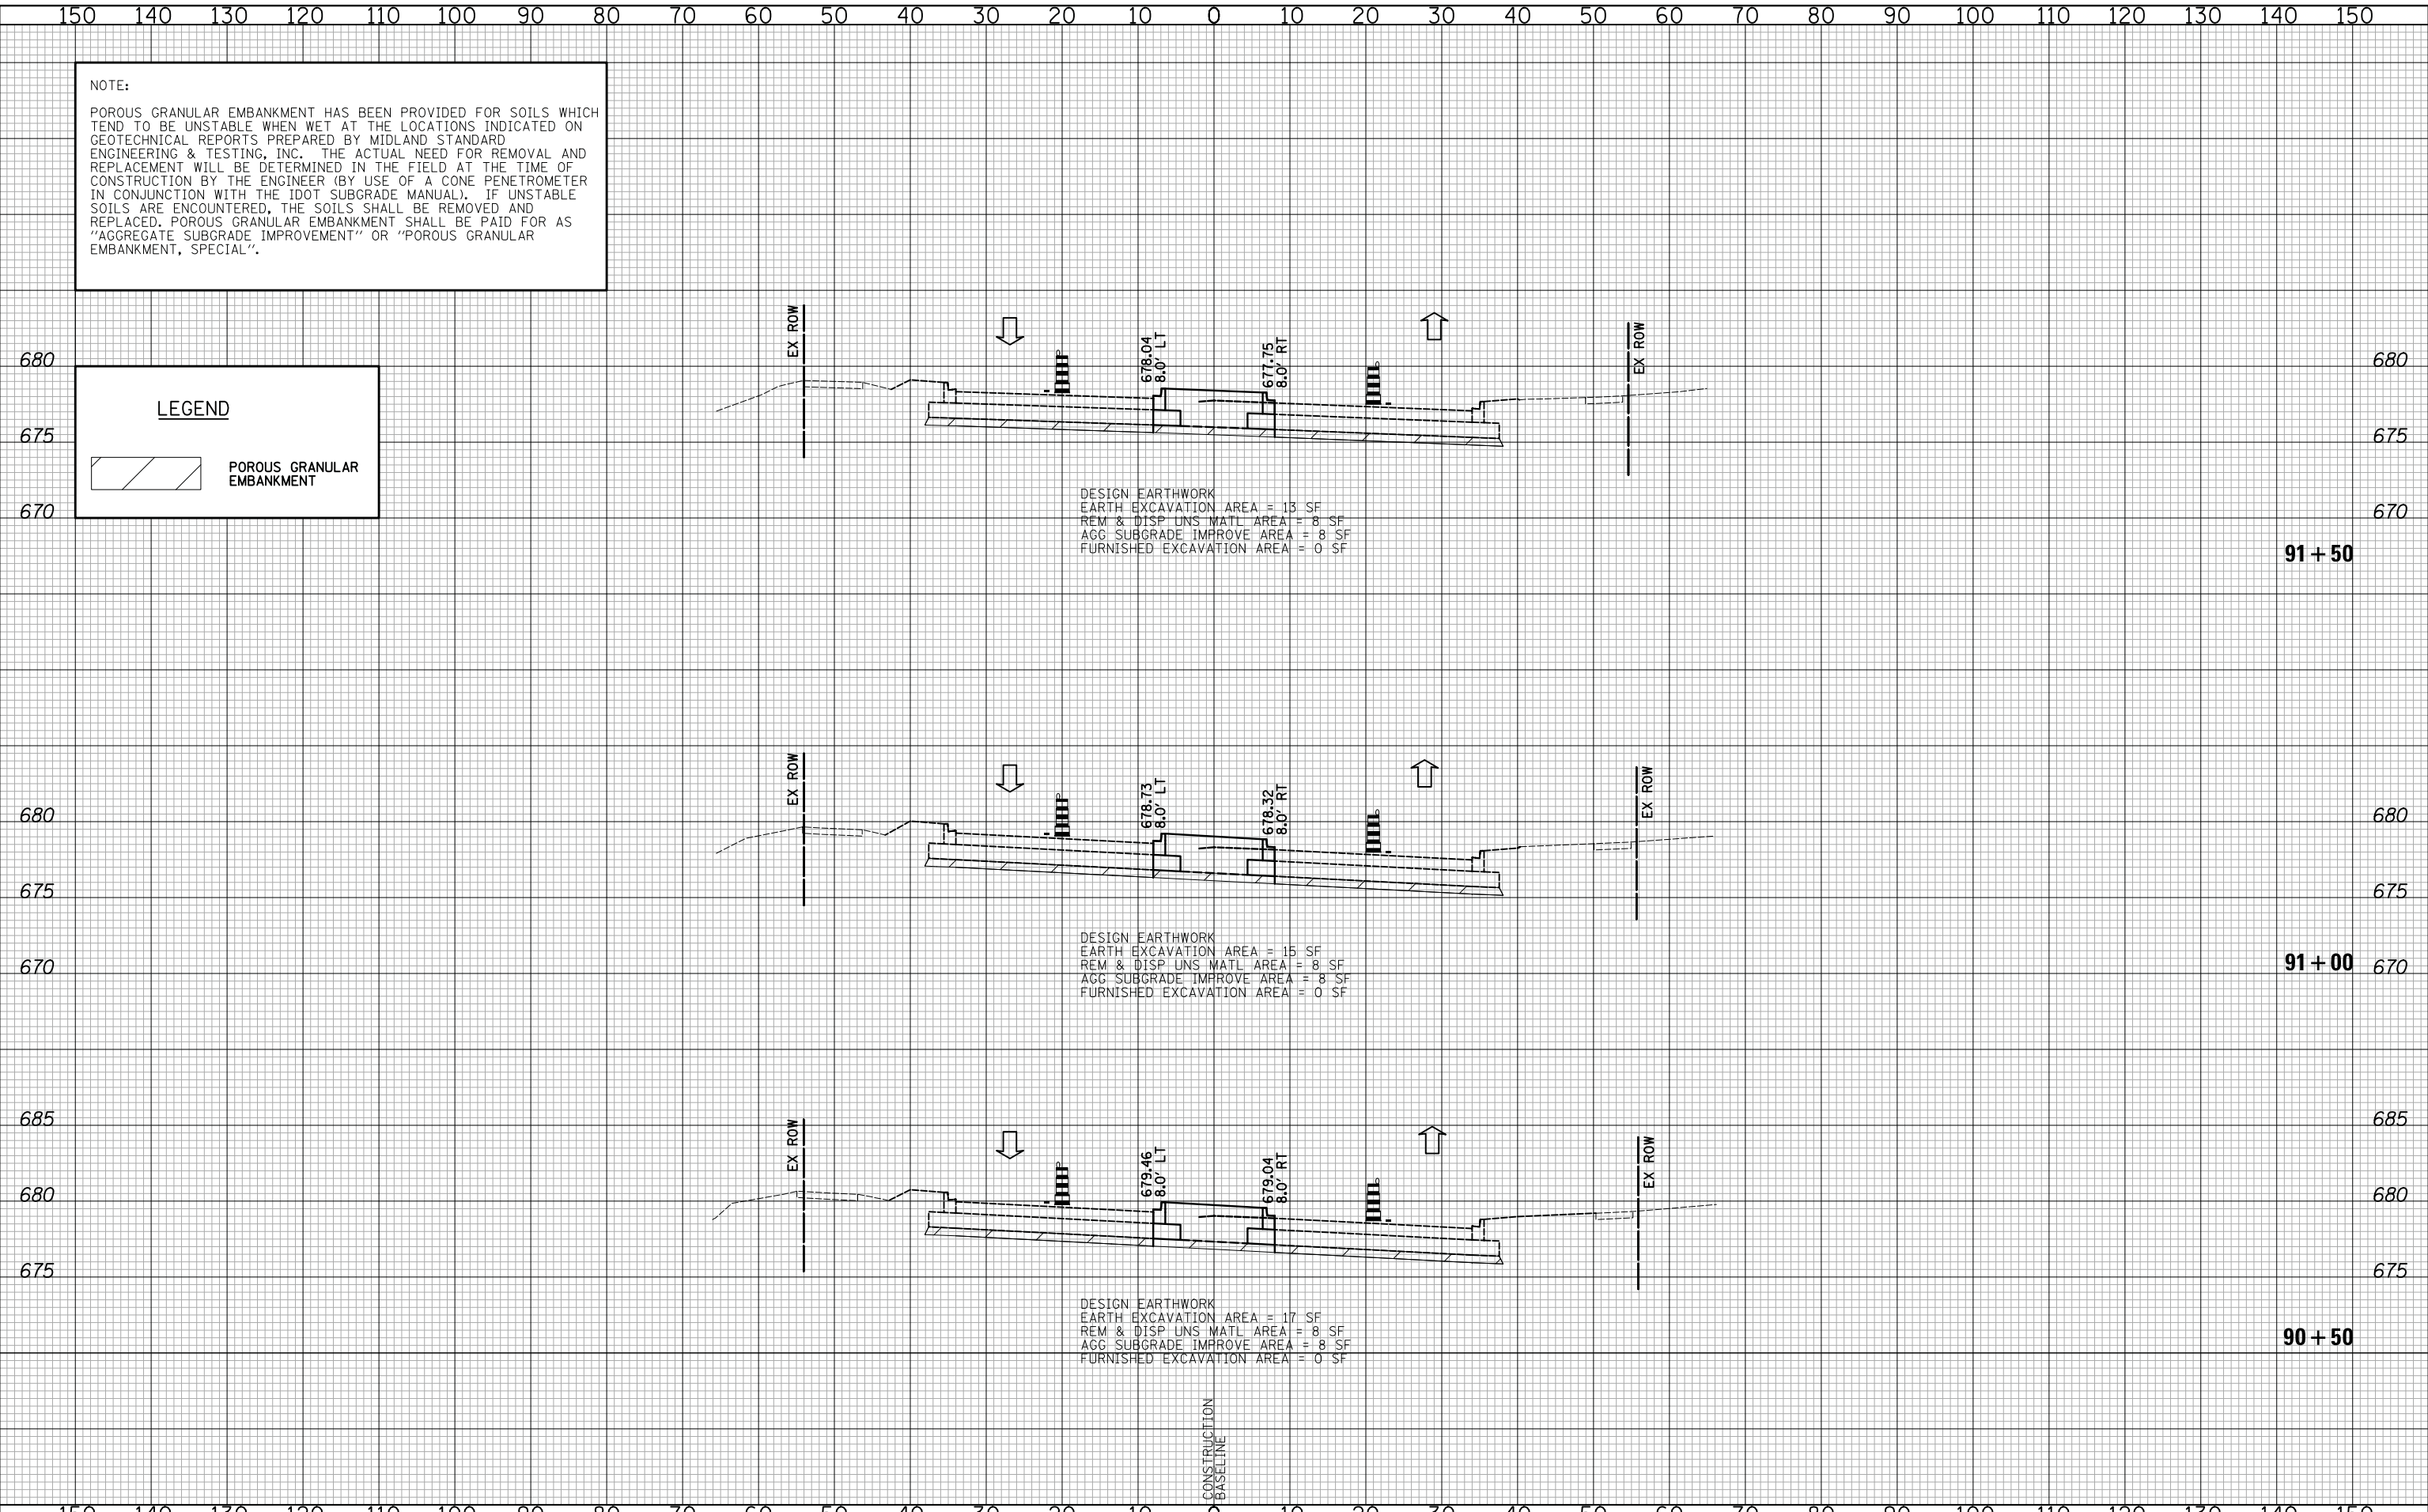 150 140 130 120 110 100 90 80 70 60 50 40 30 20 10 0 10 20 30 40 50 60 70 80 90 100 110 120 130 140 150
NOTE:
POROUS GRANULAR EMBANKMENT HAS BEEN PROVIDED FOR SOILS WHICH
TEND TO BE UNSTABLE WHEN WET AT THE LOCATIONS INDICATED ON
GEOTECHNICAL REPORTS PREPARED BY MIDLAND STANDARD
ENGINEERING & TESTING, INC. THE ACTUAL NEED FOR REMOVAL AND
REPLACEMENT WILL BE DETERMINED IN THE FIELD AT THE TIME OF
CONSTRUCTION BY THE ENGINEER (BY USE OF A CONE PENETROMETER
IN CONJUNCTION WITH THE IDOT SUBGRADE MANUAL). IF UNSTABLE
SOILS ARE ENCOUNTERED, THE SOILS SHALL BE REMOVED AND
REPLACED. POROUS GRANULAR EMBANKMENT SHALL BE PAID FOR AS
"AGGREGATE SUBGRADE IMPROVEMENT" OR "POROUS GRANULAR
EMBANKMENT, SPECIAL".
LEGEND
POROUS GRANULAR
EMBANKMENT
EX ROW
678.04
8.0' LT
677.75
8.0' RT
EX ROW
680 680
675 675
670 670
DESIGN EARTHWORK
EARTH EXCAVATION AREA = 13 SF
REM & DISP UNS MATL AREA = 8 SF
AGG SUBGRADE IMPROVE AREA = 8 SF
FURNISHED EXCAVATION AREA = 0 SF
91+50
EX ROW
678.73
8.0' LT
678.32
8.0' RT
EX ROW
680 680
675 675
670 670
DESIGN EARTHWORK
EARTH EXCAVATION AREA = 15 SF
REM & DISP UNS MATL AREA = 8 SF
AGG SUBGRADE IMPROVE AREA = 8 SF
FURNISHED EXCAVATION AREA = 0 SF
91+00
685 685
EX ROW
679.46
8.0' LT
679.04
8.0' RT
EX ROW
680 680
675 675
DESIGN EARTHWORK
EARTH EXCAVATION AREA = 17 SF
REM & DISP UNS MATL AREA = 8 SF
AGG SUBGRADE IMPROVE AREA = 8 SF
FURNISHED EXCAVATION AREA = 0 SF
90+50
CONSTRUCTION
BASELINE
150 140 130 120 110 100 90 80 70 60 50 40 30 20 10 0 10 20 30 40 50 60 70 80 90 100 110 120 130 140 150